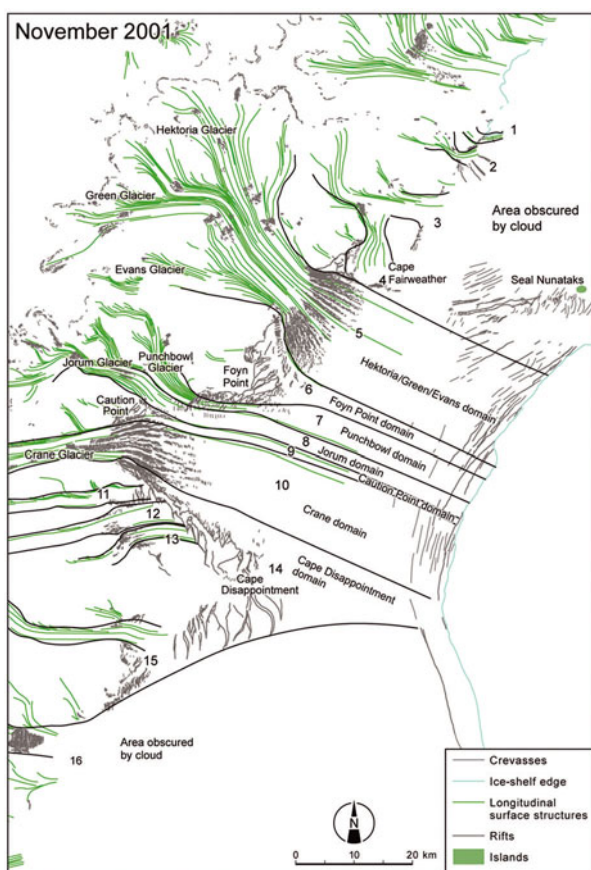 November 2001
Hektoria Glacier
1
2
Green Glacier
3
Area obscured
by cloud
Evans Glacier
4
Cape
Fairweather
Seal Nunataks
5
Punchbowl
Glacier
Jorum Glacier
Foyn
Point
Hektoria/Green/Evans domain
6
Foyn Point domain
Caution
Point
7
Punchbowl domain
8
Jorum domain
9
Caution Point domain
Crane Glacier
10
11
Crane domain
12
13
14
Cape Disappointment
domain
Cape
Disappointment
15
Area obscured
by cloud
16
Crevasses
Ice-shelf edge
Longitudinal
surface structures
Rifts
Islands
N
0 10 20 km